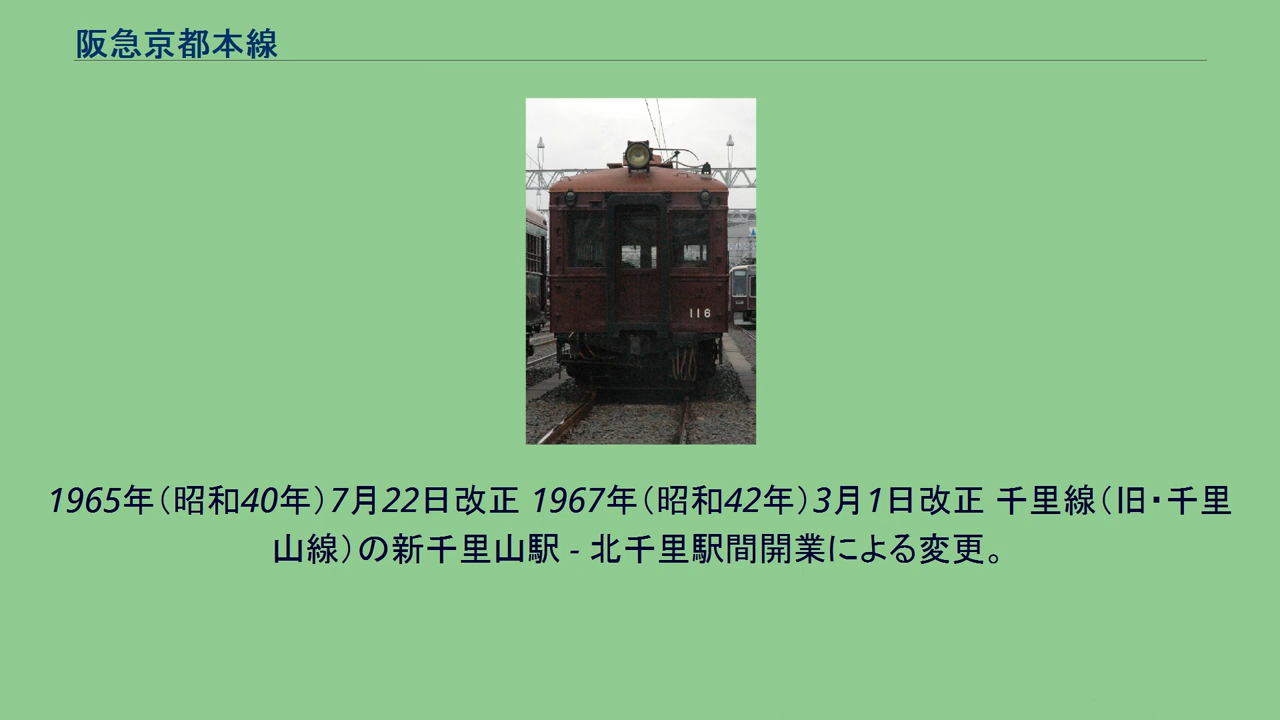 阪急京都本線
116
1965年（昭和40年）7月22日改正 1967年（昭和42年）3月1日改正 千里線（旧・千里
山線）の新千里山駅 - 北千里駅間開業による変更。